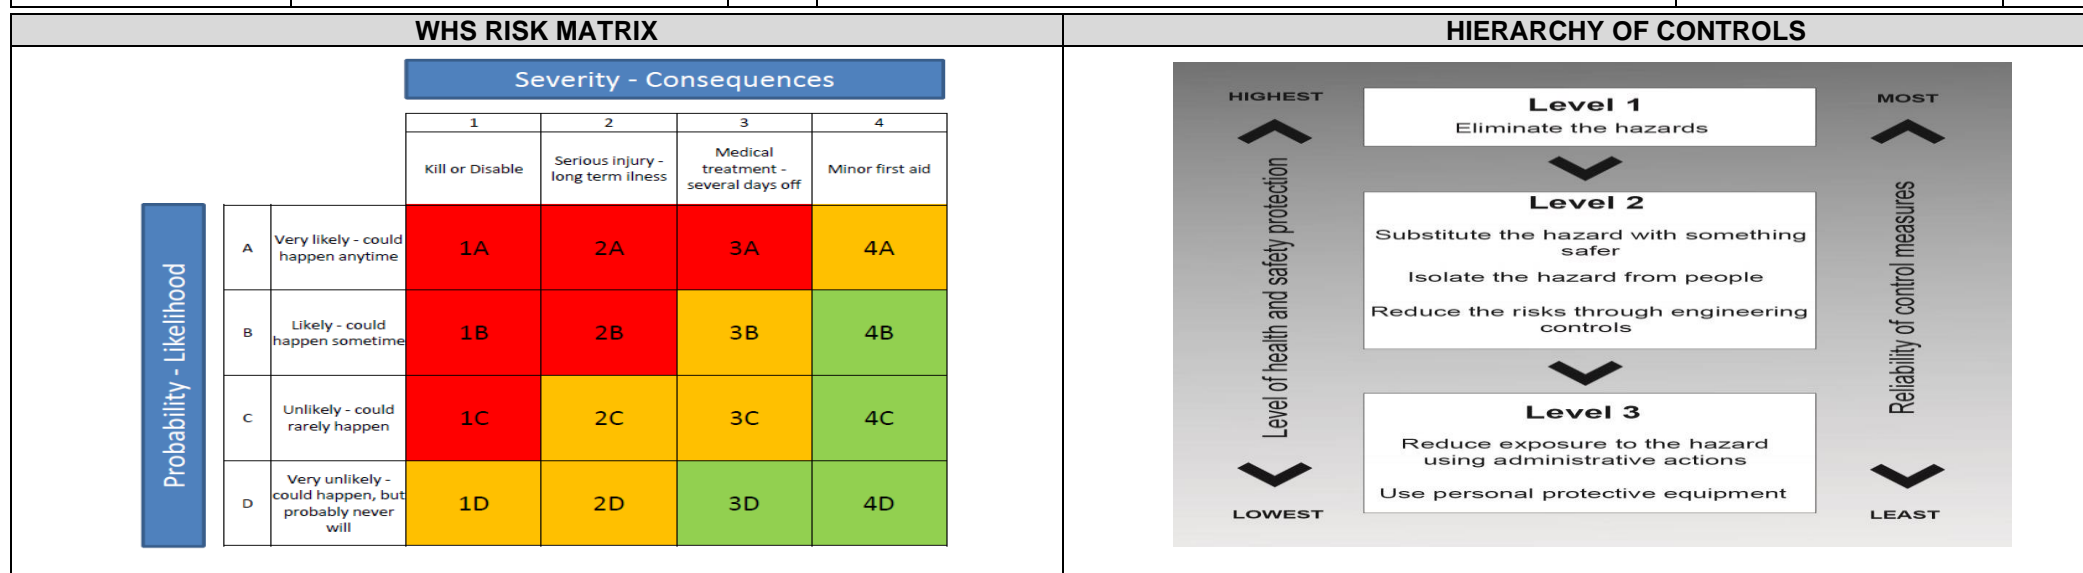 WHS RISK MATRIX
HIERARCHY OF CONTROLS
Severity - Consequences
1
2
3
4
Kill or Disable
Serious injury -
long term ilness
Medical
treatment -
several days off
Minor first aid
Probability - Likelihood
A
Very likely - could
happen anytime
1A
2A
3A
4A
B
Likely - could
happen sometime
1B
2B
3B
4B
C
Unlikely - could
rarely happen
1C
2C
3C
4C
D
Very unlikely -
could happen, but
probably never
will
1D
2D
3D
4D
HIGHEST
Level of health and safety protection
LOWEST
Level 1
Eliminate the hazards
Level 2
Substitute the hazard with something
safer
Isolate the hazard from people
Reduce the risks through engineering
controls
Level 3
Reduce exposure to the hazard
using administrative actions
Use personal protective equipment
MOST
Reliability of control measures
LEAST